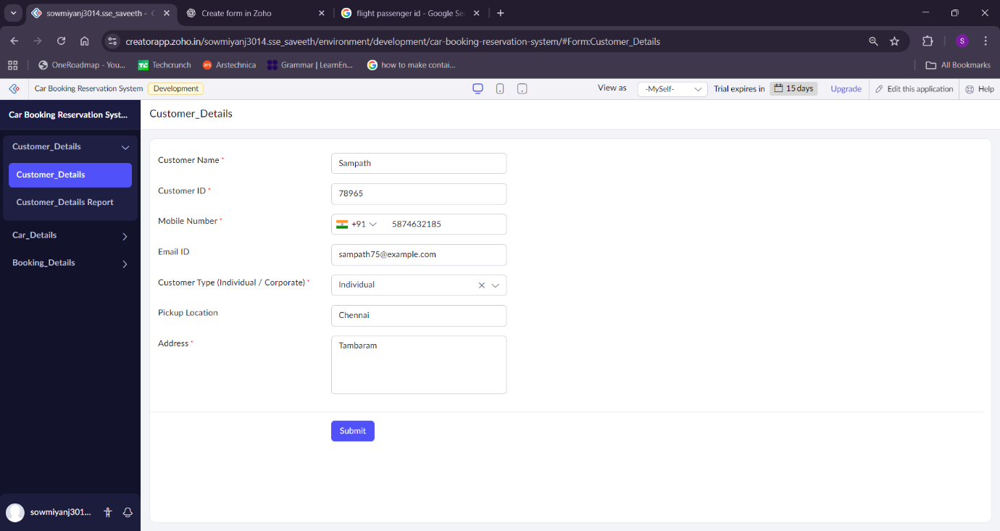 sowmiyanj3014.sse_saveeth -
Create form in Zoho
flight passenger id - Google Se
creatorapp.zoho.in/sowmiyanj3014.sse_saveeth/environment/development/car-booking-reservation-system/#Form:Customer_Details
S
OneRoadmap - You...
TC
Techcrunch
ars
Arstechnica
Grammar | LearnEn...
how to make contai...
All Bookmarks
Car Booking Reservation System
Development
View as
-MySelf-
Trial expires in
15 days
Upgrade
Edit this application
Help
Car Booking Reservation Syst...
Customer_Details
Customer_Details
Customer_Details Report
Car_Details
Booking_Details
sowmiyanj301...
Customer_Details
Customer Name *
Sampath
Customer ID *
78965
Mobile Number *
+91
5874632185
Email ID
sampath75@example.com
Customer Type (Individual / Corporate) *
Individual
Pickup Location
Chennai
Address *
Tambaram
Submit